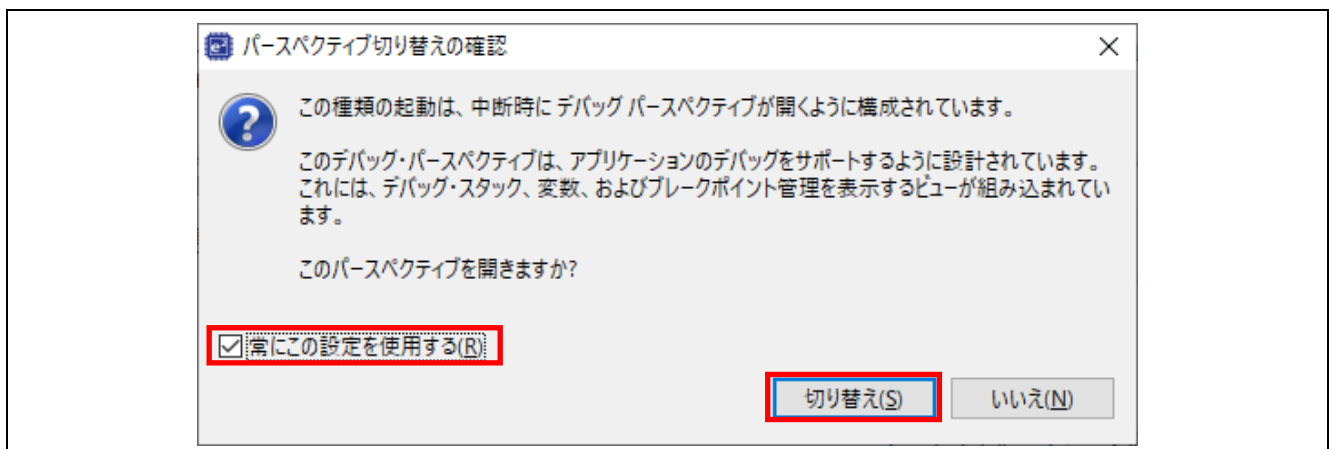 パースペクティブ切り替えの確認
この種類の起動は、中断時に デバッグ パースペクティブが開くように構成されています。
このデバッグ・パースペクティブは、アプリケーションのデバッグをサポートするように設計されています。
これには、デバッグ・スタック、変数、およびブレークポイント管理を表示するビューが組み込まれてい
ます。
このパースペクティブを開きますか?
常にこの設定を使用する(R)
切り替え(S) いいえ(N)